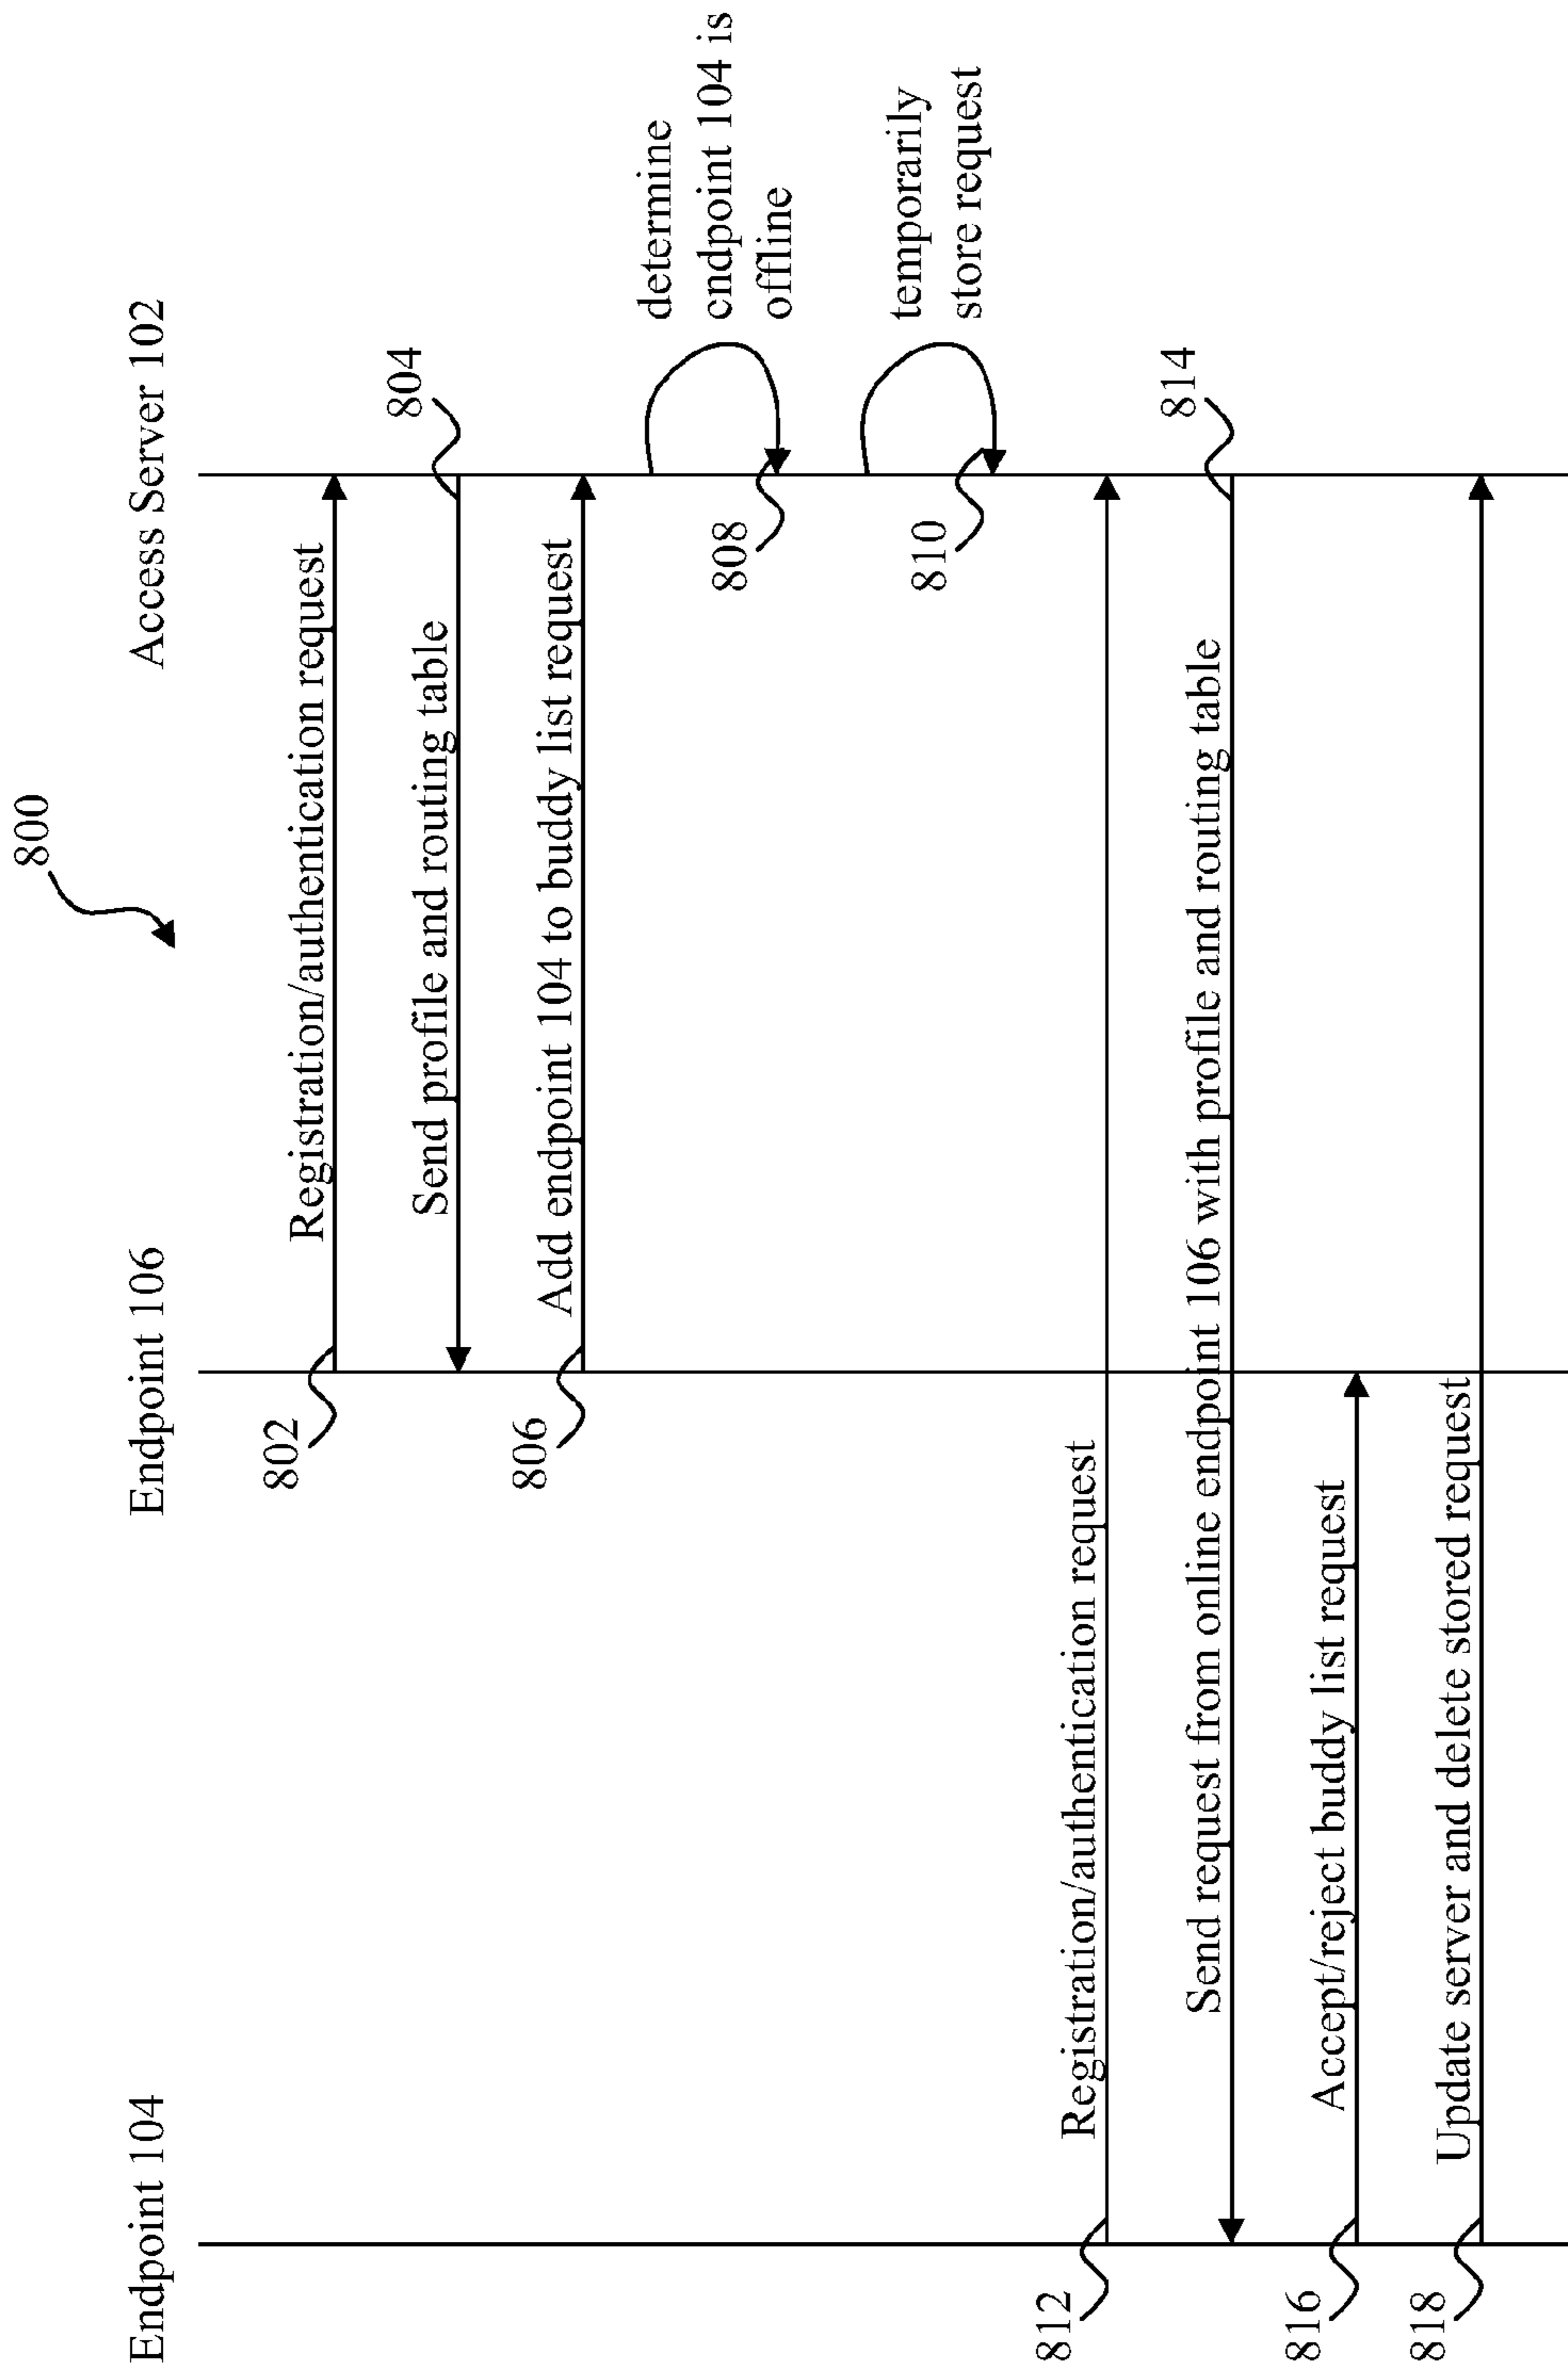 800
Endpoint 104
Endpoint 106
Access Server 102
802
Registration/authentication request
Send profile and routing table
804
806
Add endpoint 104 to buddy list request
determine
endpoint 104 is
offline
808
temporarily
store request
810
812
Registration/authentication request
814
Send request from online endpoint 106 with profile and routing table
816
Accept/reject buddy list request
818
Update server and delete stored request